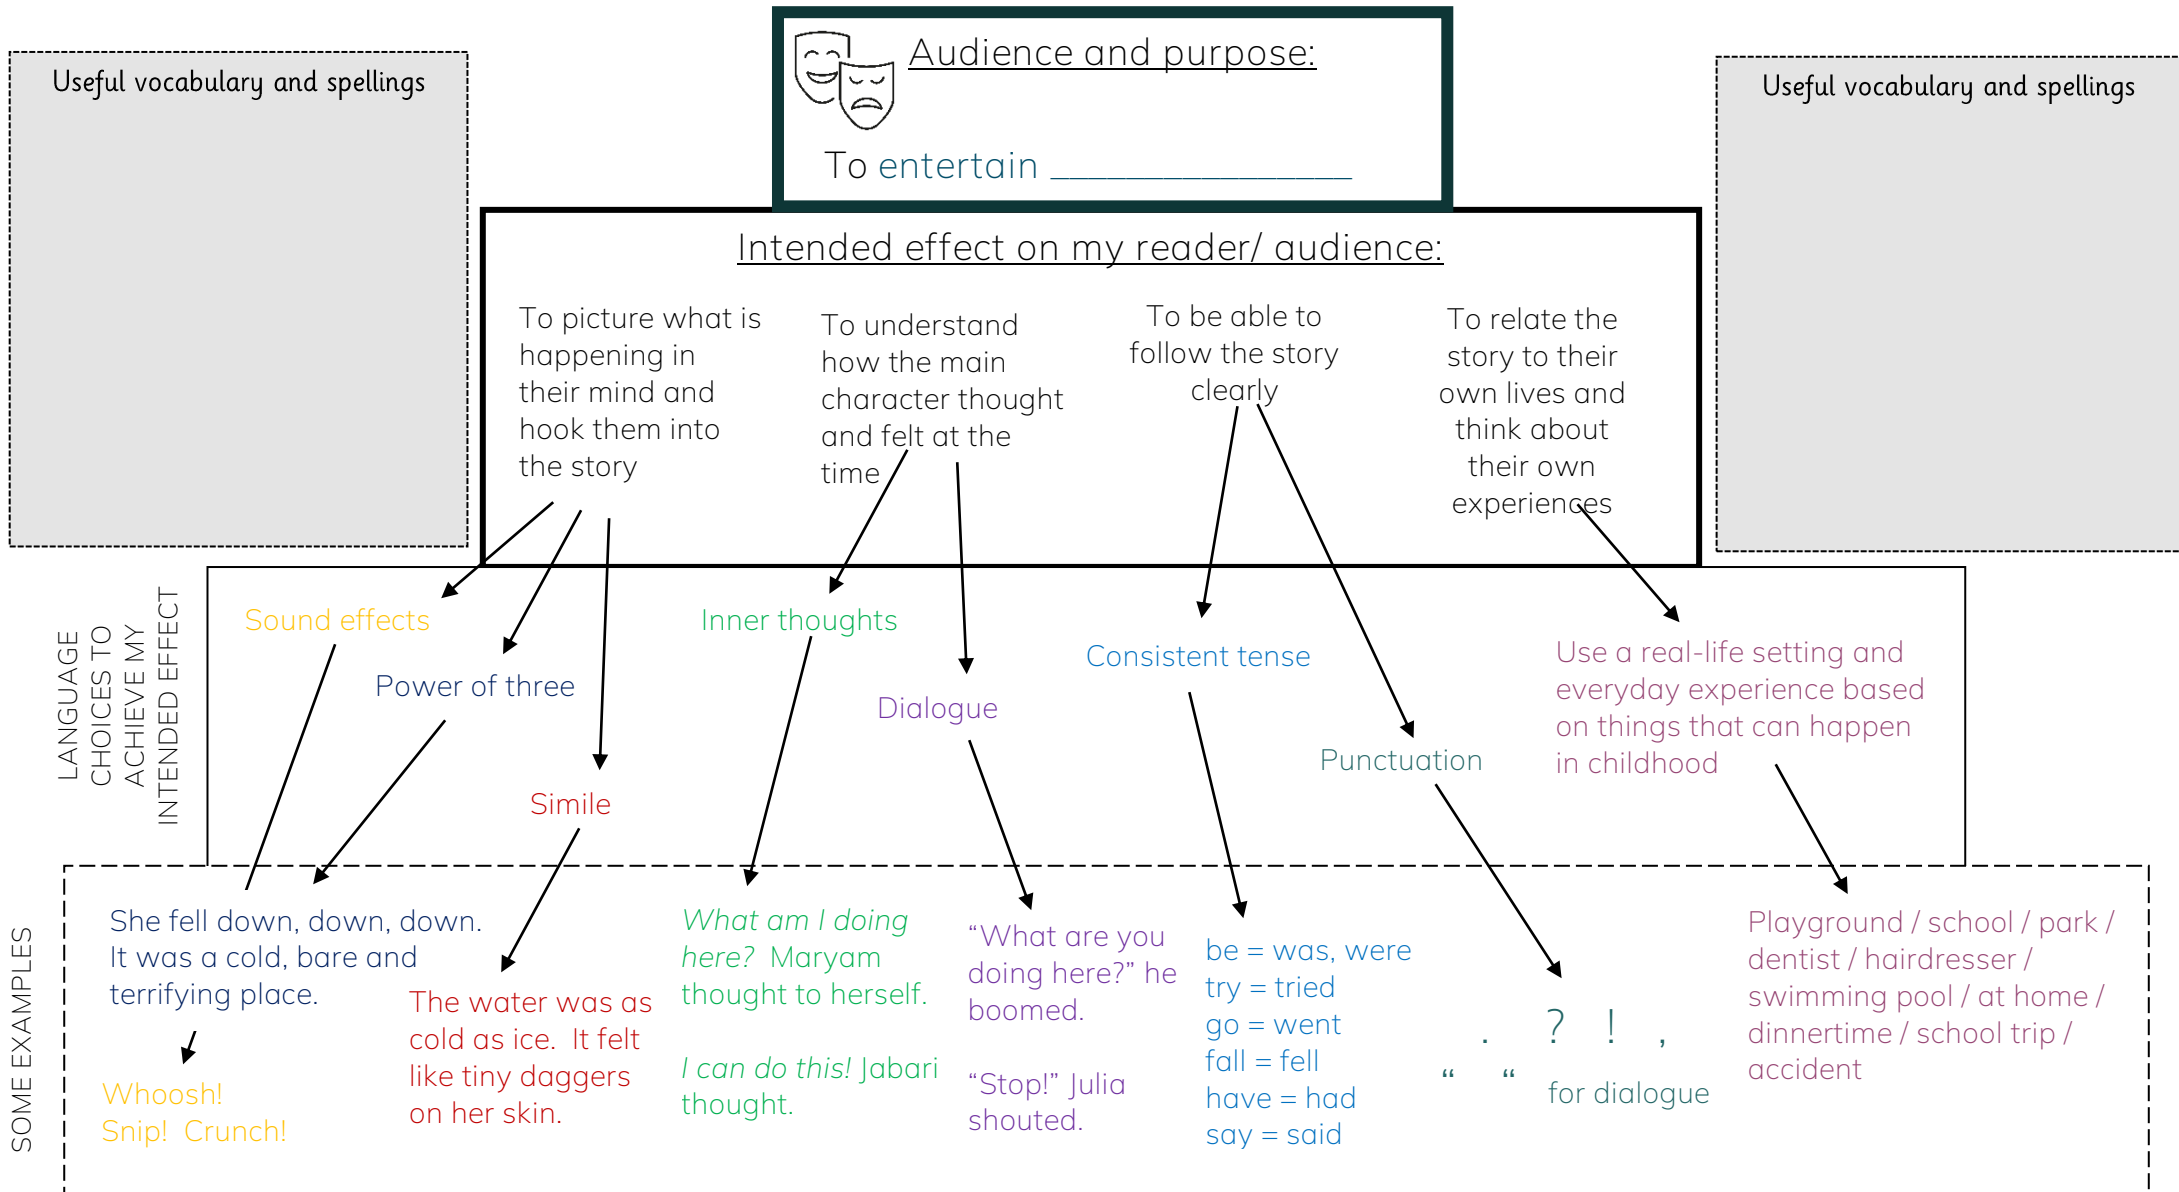 Audience and purpose:
To entertain ________________
Useful vocabulary and spellings
Useful vocabulary and spellings
Intended effect on my reader/ audience:
To picture what is
happening in
their mind and
hook them into
the story
To understand
how the main
character thought
and felt at the
time
To be able to
follow the story
clearly
To relate the
story to their
own lives and
think about
their own
experiences
LANGUAGE
CHOICES TO
ACHIEVE MY
INTENDED EFFECT
Sound effects
Power of three
Simile
Inner thoughts
Dialogue
Consistent tense
Punctuation
Use a real-life setting and
everyday experience based
on things that can happen
in childhood
SOME EXAMPLES
She fell down, down, down.
It was a cold, bare and
terrifying place.
Whoosh!
Snip!  Crunch!
The water was as
cold as ice.  It felt
like tiny daggers
on her skin.
What am I doing
here?  Maryam
thought to herself.
I can do this! Jabari
thought.
“What are you
doing here?” he
boomed.
“Stop!” Julia
shouted.
be = was, were
try = tried
go = went
fall = fell
have = had
say = said
. ? ! ,
“ “ for dialogue
Playground / school / park /
dentist / hairdresser /
swimming pool / at home /
dinnertime / school trip /
accident